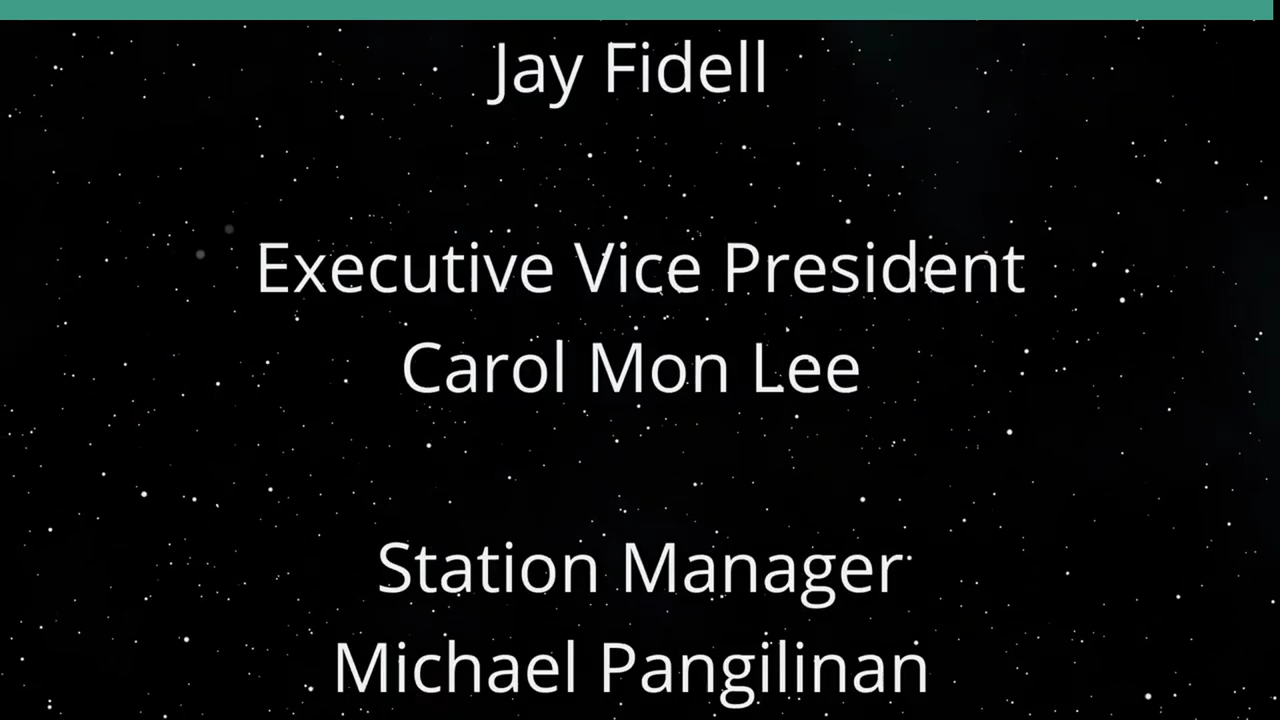 Jay Fidell
Executive Vice President
Carol Mon Lee
Station Manager
Michael Pangilinan